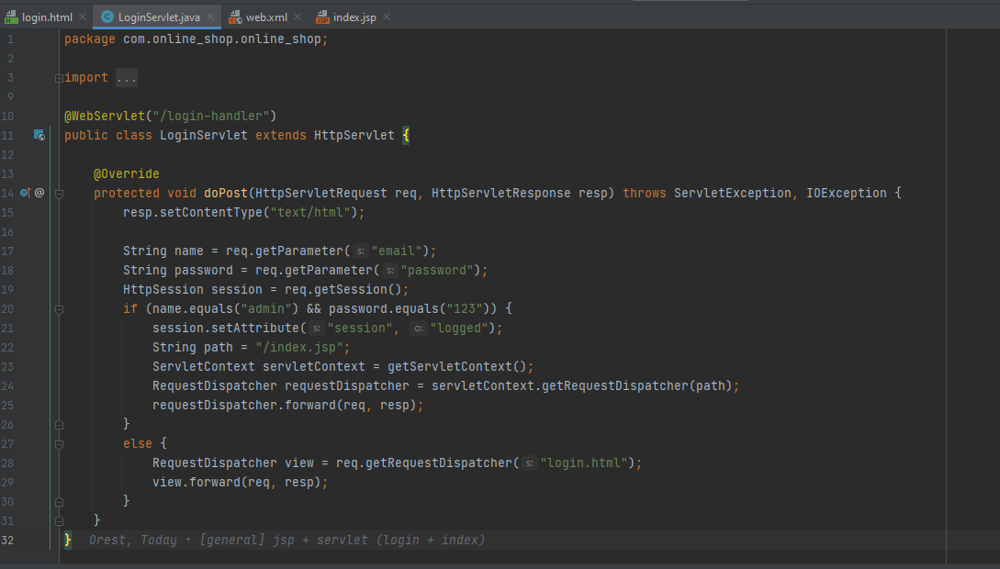 login.html LoginServlet.java web.xml index.jsp
1 package com.online_shop.online_shop;
2
3 import ...
9
10 @WebServlet("/login-handler")
11 public class LoginServlet extends HttpServlet {
12
13 @Override
14 @ protected void doPost(HttpServletRequest req, HttpServletResponse resp) throws ServletException, IOException {
15 resp.setContentType("text/html");
16
17 String name = req.getParameter( s: "email");
18 String password = req.getParameter( s: "password");
19 HttpSession session = req.getSession();
20 if (name.equals("admin") && password.equals("123")) {
21 session.setAttribute( s: "session", o: "logged");
22 String path = "/index.jsp";
23 ServletContext servletContext = getServletContext();
24 RequestDispatcher requestDispatcher = servletContext.getRequestDispatcher(path);
25 requestDispatcher.forward(req, resp);
26 }
27 else {
28 RequestDispatcher view = req.getRequestDispatcher( s: "login.html");
29 view.forward(req, resp);
30 }
31 }
32 } Orest, Today • [general] jsp + servlet (login + index)